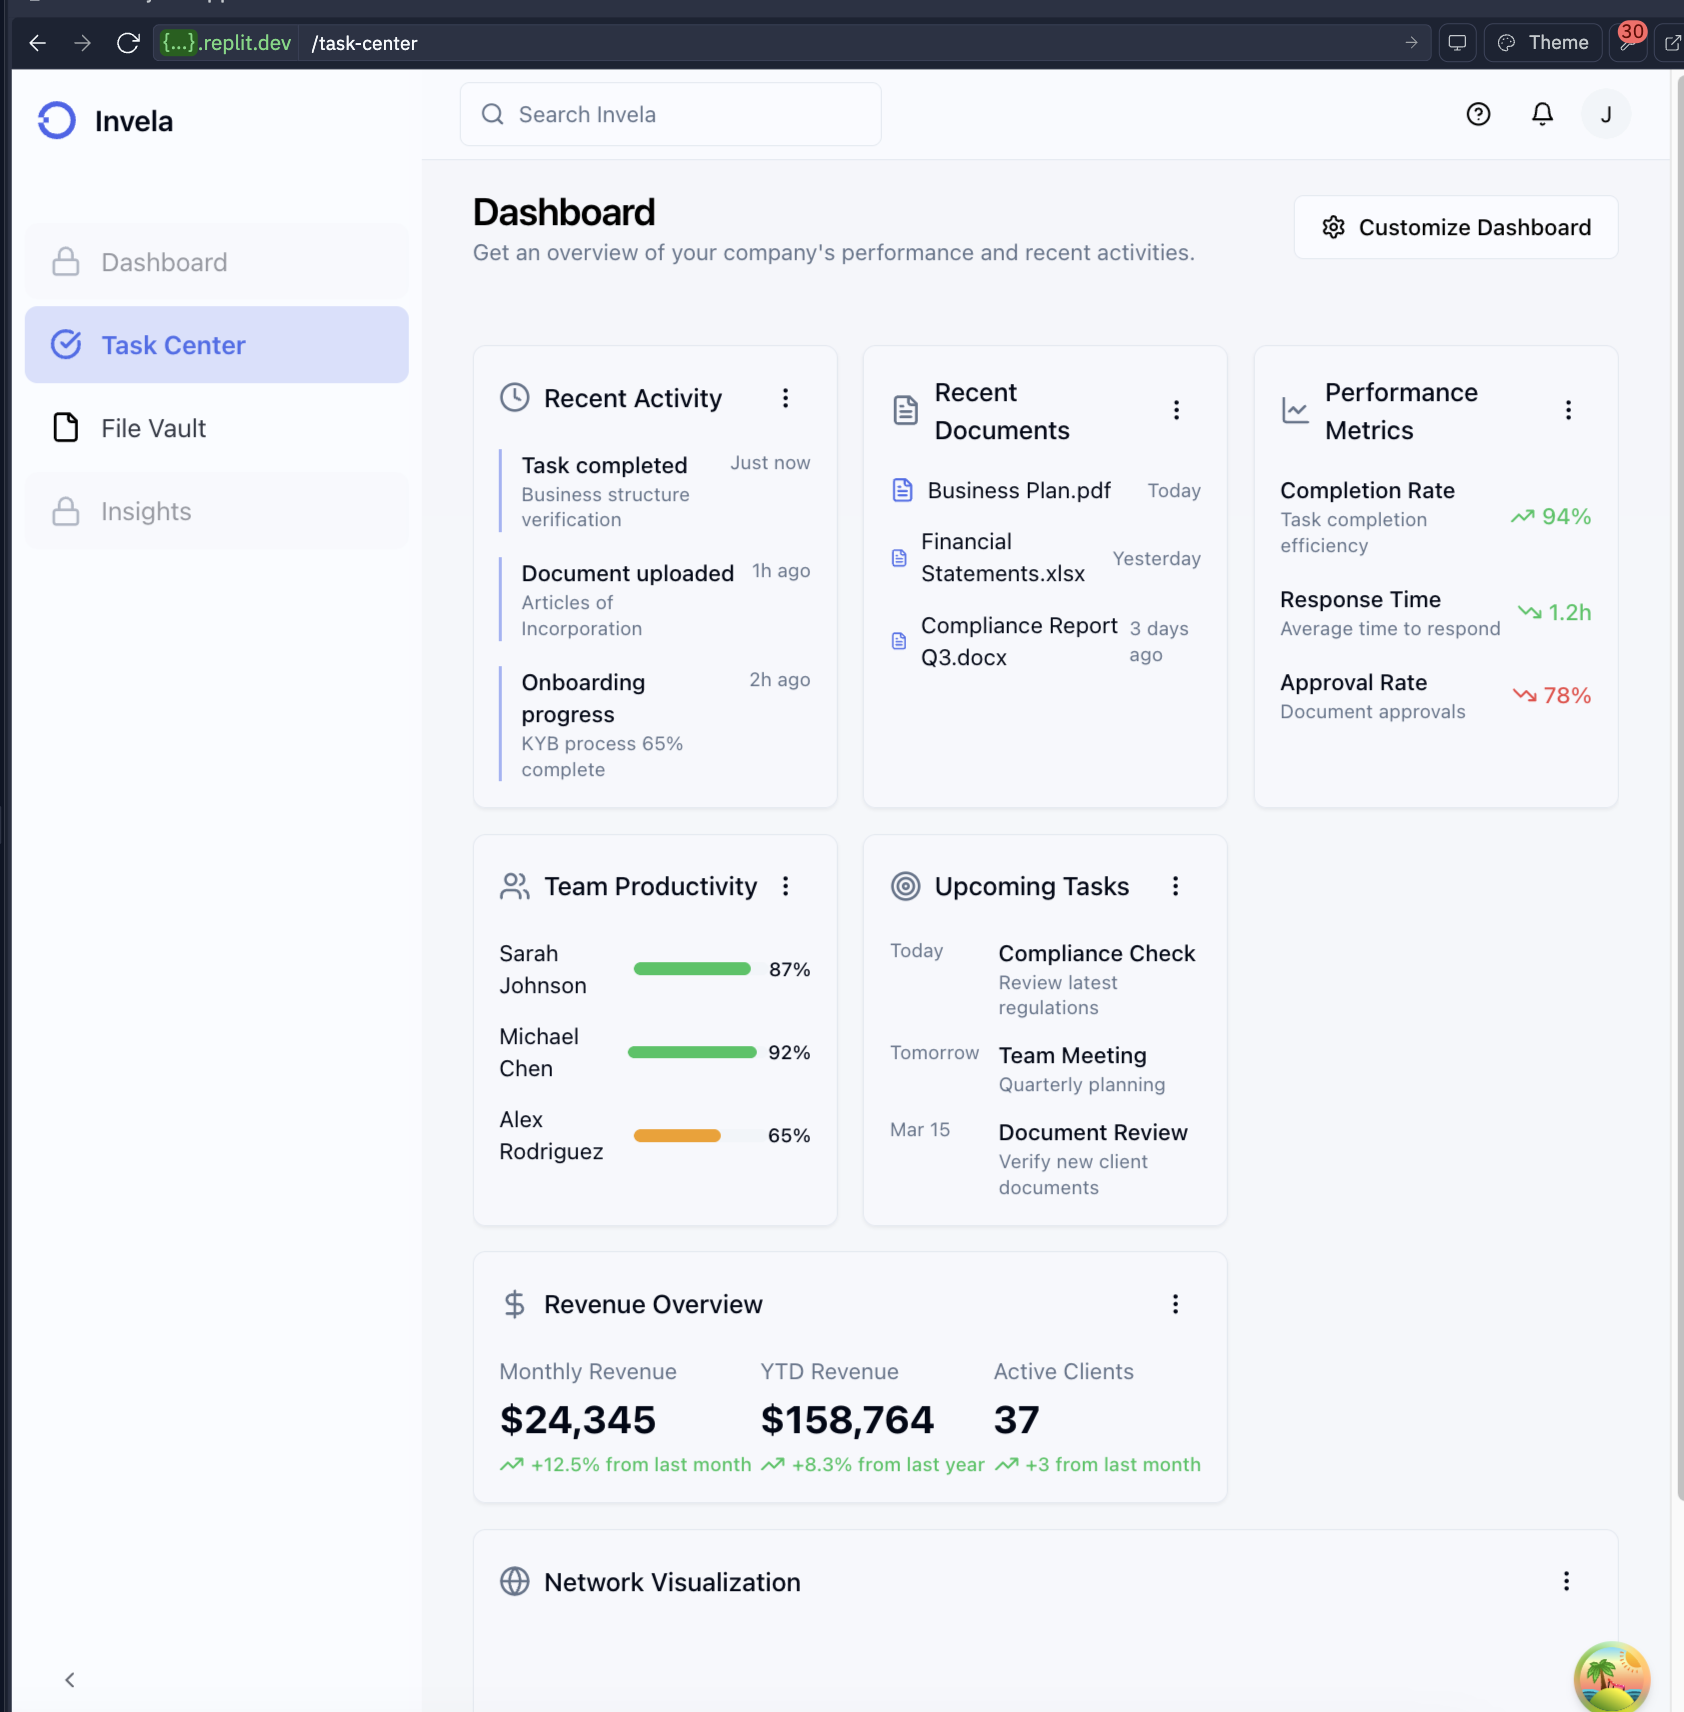 {...}.replit.dev /task-center
Theme
30
Invela
Search Invela
J
Dashboard
Task Center
File Vault
Insights
Dashboard
Get an overview of your company's performance and recent activities.
Customize Dashboard
Recent Activity
Task completed
Just now
Business structure
verification
Document uploaded
1h ago
Articles of
Incorporation
Onboarding
progress
2h ago
KYB process 65%
complete
Recent
Documents
Business Plan.pdf
Today
Financial
Statements.xlsx
Yesterday
Compliance Report
Q3.docx
3 days
ago
Performance
Metrics
Completion Rate
Task completion
efficiency
94%
Response Time
Average time to respond
1.2h
Approval Rate
Document approvals
78%
Team Productivity
Sarah
Johnson
87%
Michael
Chen
92%
Alex
Rodriguez
65%
Upcoming Tasks
Today
Compliance Check
Review latest
regulations
Tomorrow
Team Meeting
Quarterly planning
Mar 15
Document Review
Verify new client
documents
Revenue Overview
Monthly Revenue
$24,345
+12.5% from last month
YTD Revenue
$158,764
+8.3% from last year
Active Clients
37
+3 from last month
Network Visualization